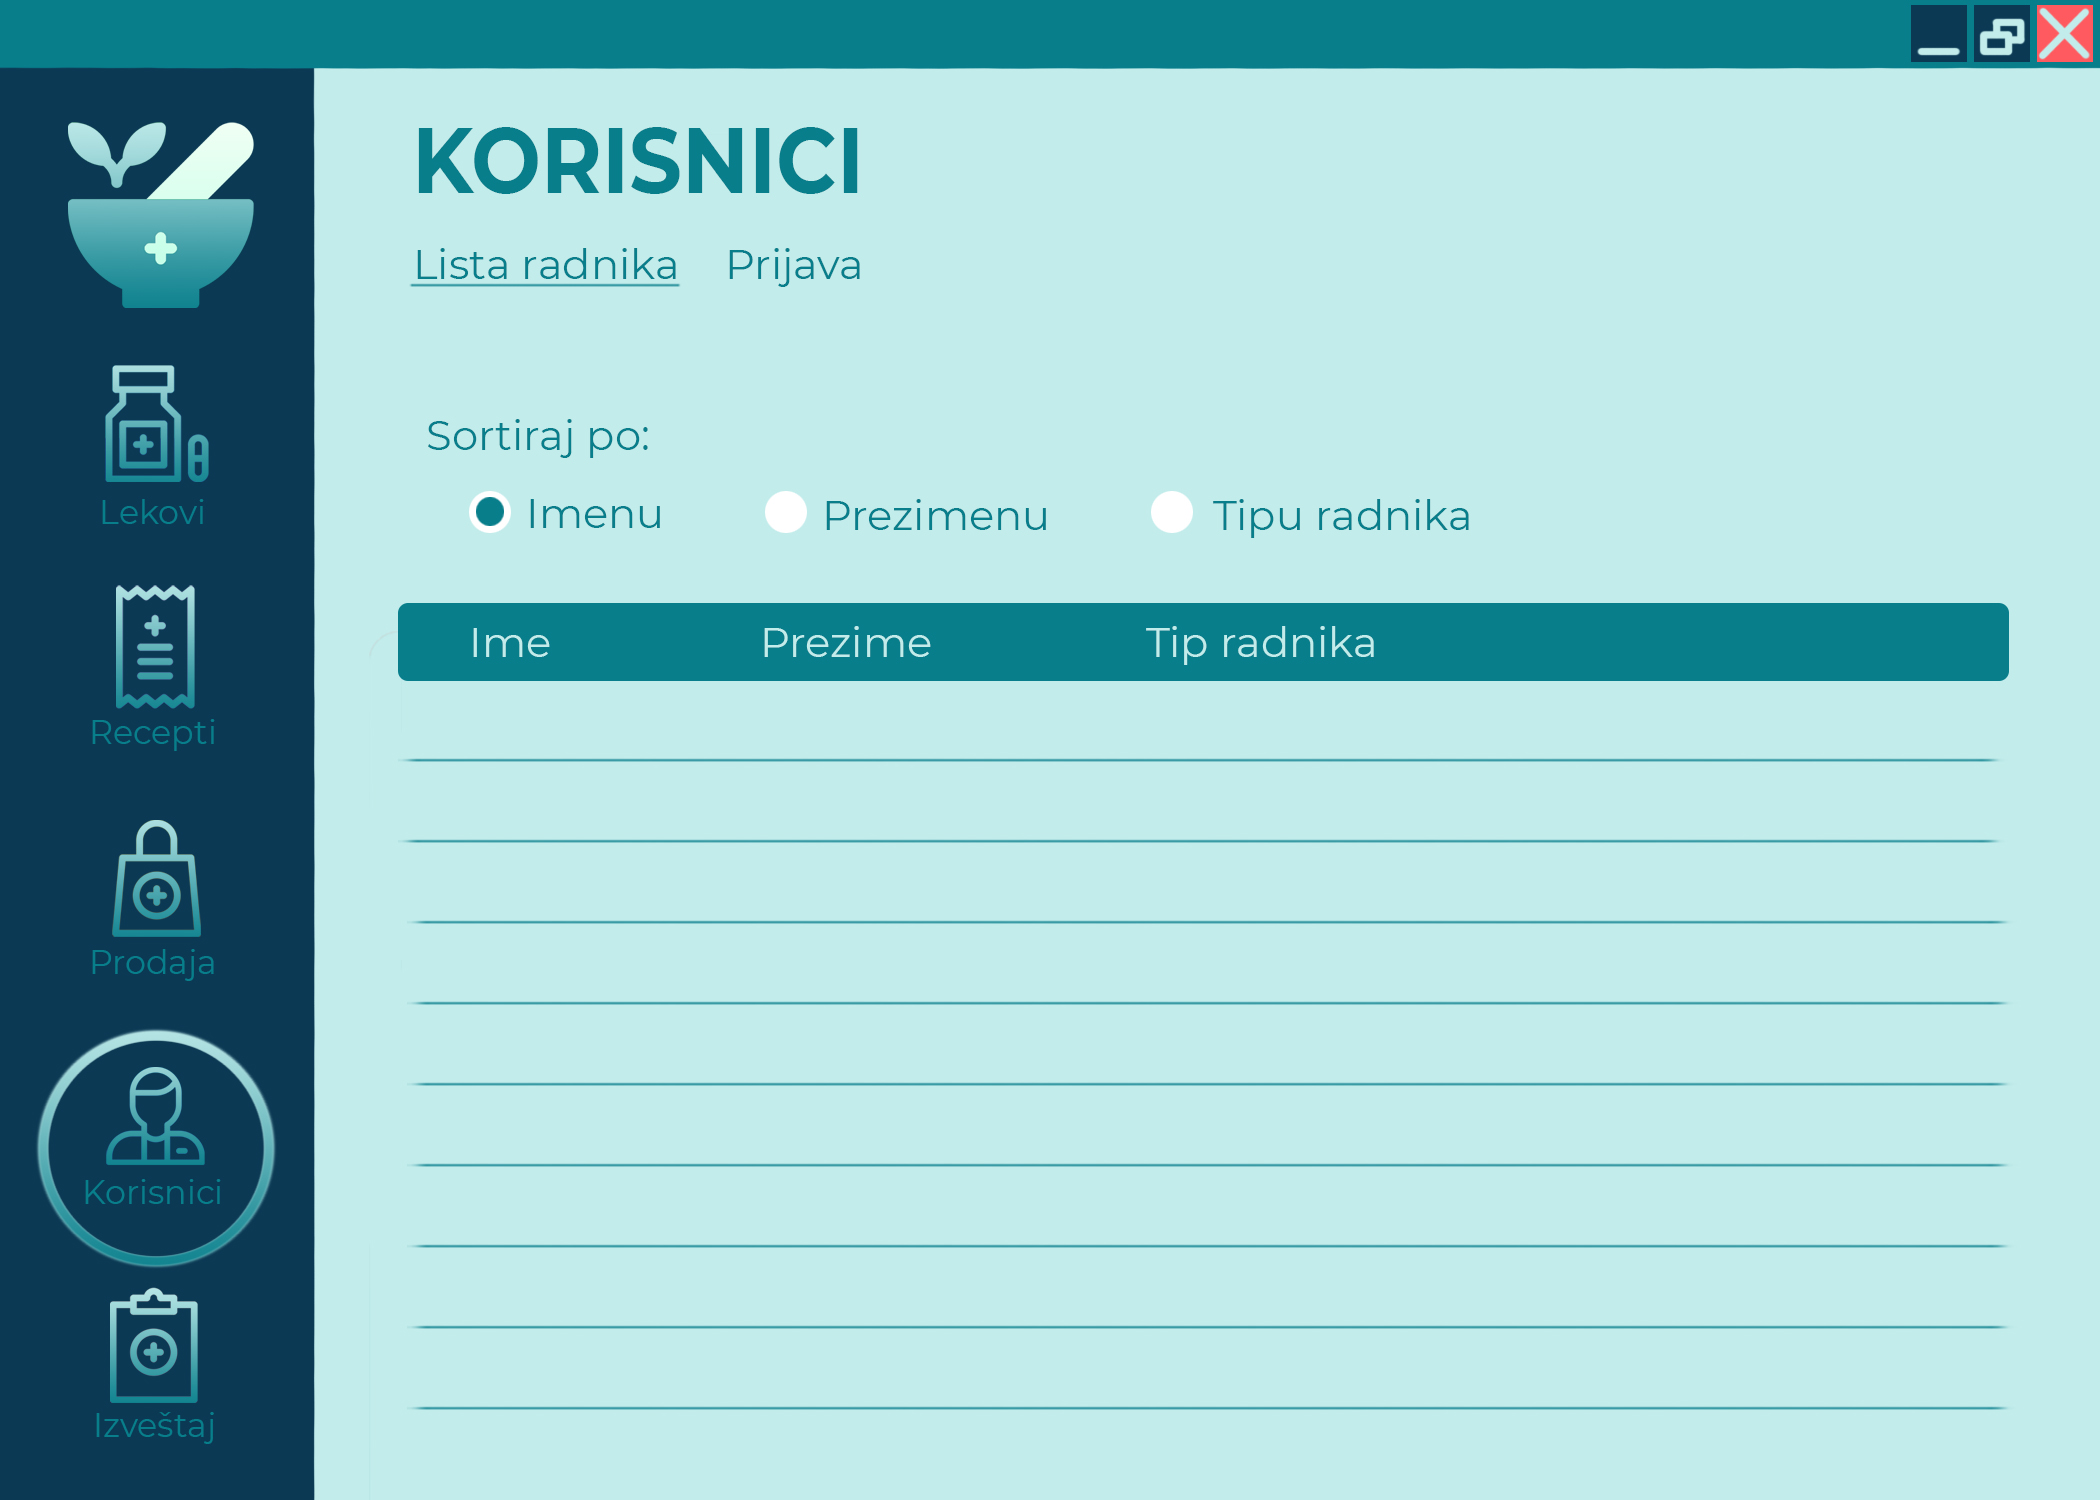 KORISNICI
Lista radnika Prijava
Sortiraj po:
Imenu Prezimenu Tipu radnika
Ime Prezime Tip radnika
Lekovi
Recepti
Prodaja
Korisnici
Izveštaj